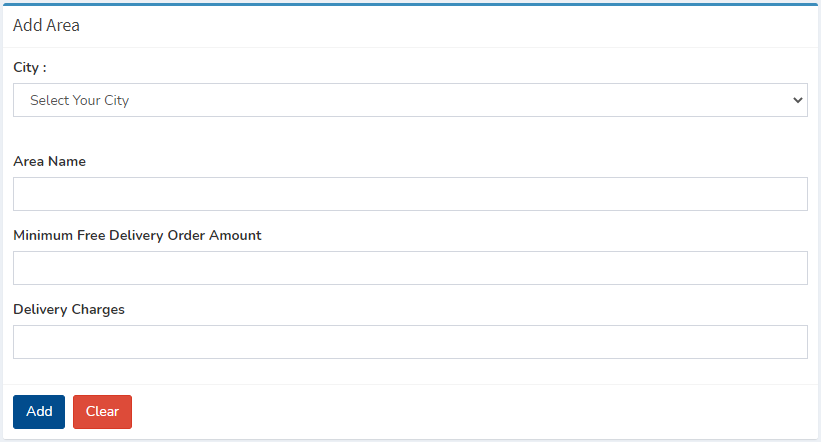 Add Area
City :
Select Your City
Area Name
Minimum Free Delivery Order Amount
Delivery Charges
Add Clear